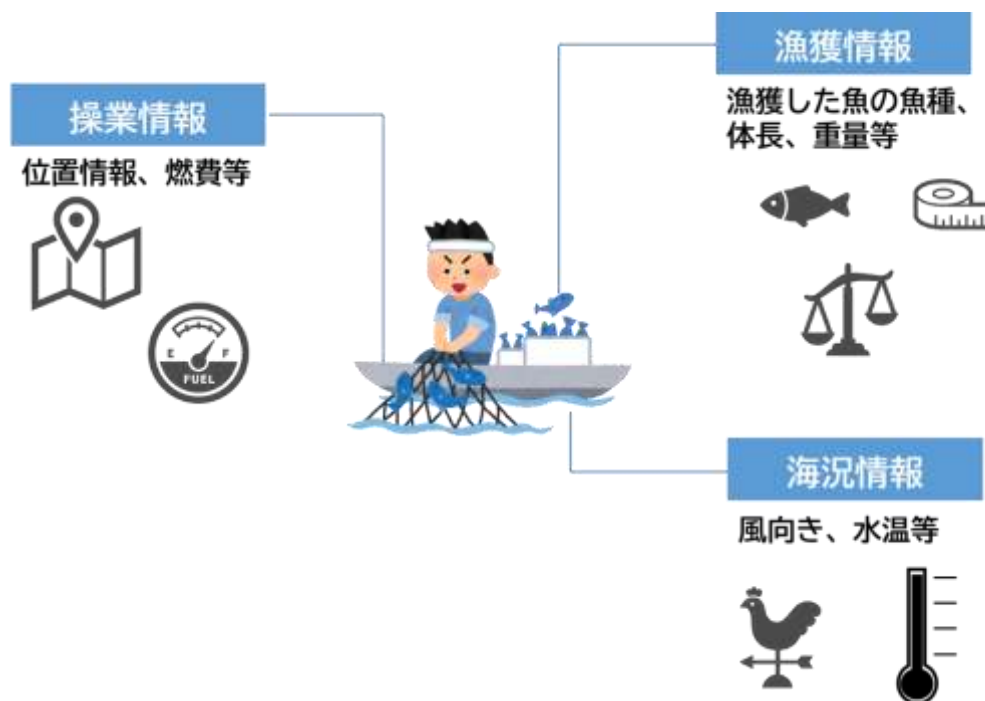 操業情報
位置情報、燃費等
E F
FUEL
漁獲情報
漁獲した魚の魚種、
体長、重量等
海況情報
風向き、水温等